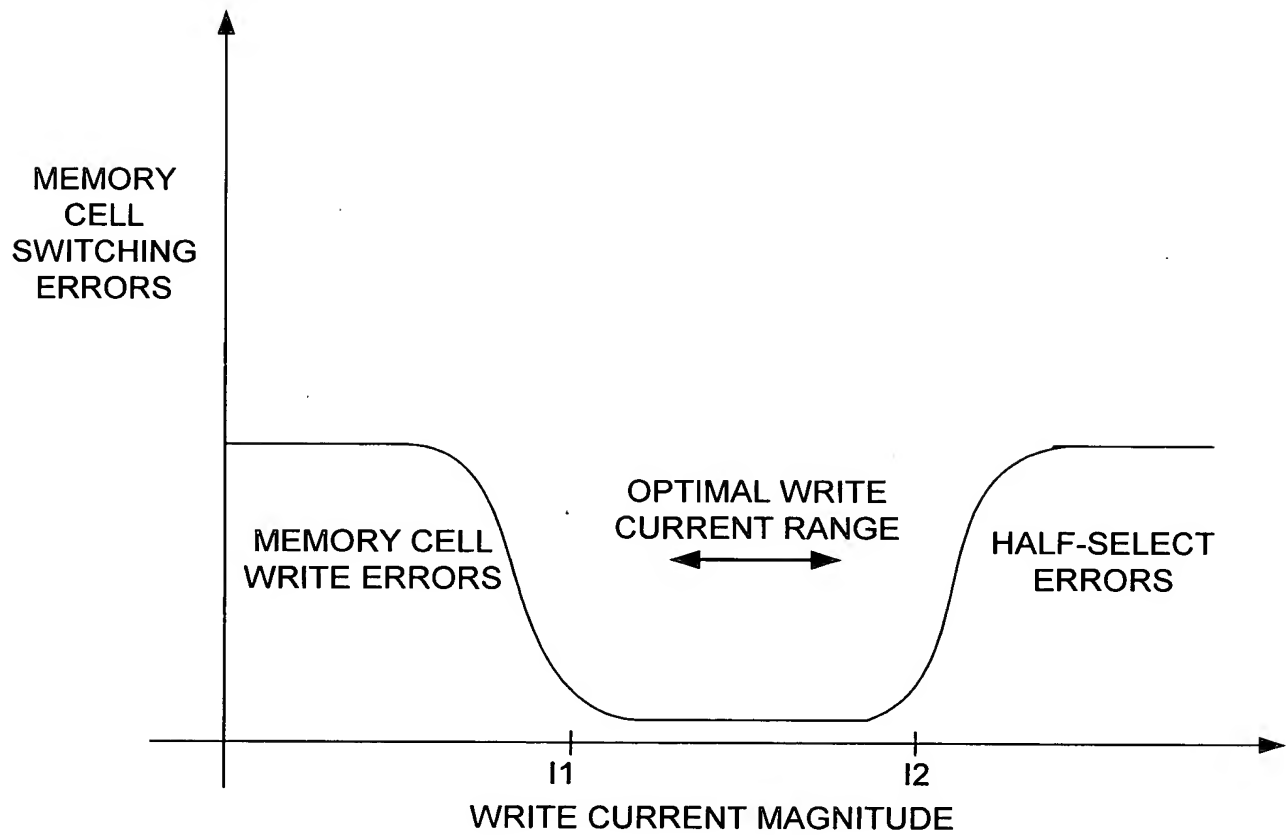 MEMORY
CELL
SWITCHING
ERRORS
OPTIMAL WRITE
CURRENT RANGE
MEMORY CELL
WRITE ERRORS
HALF-SELECT
ERRORS
I1
I2
WRITE CURRENT MAGNITUDE